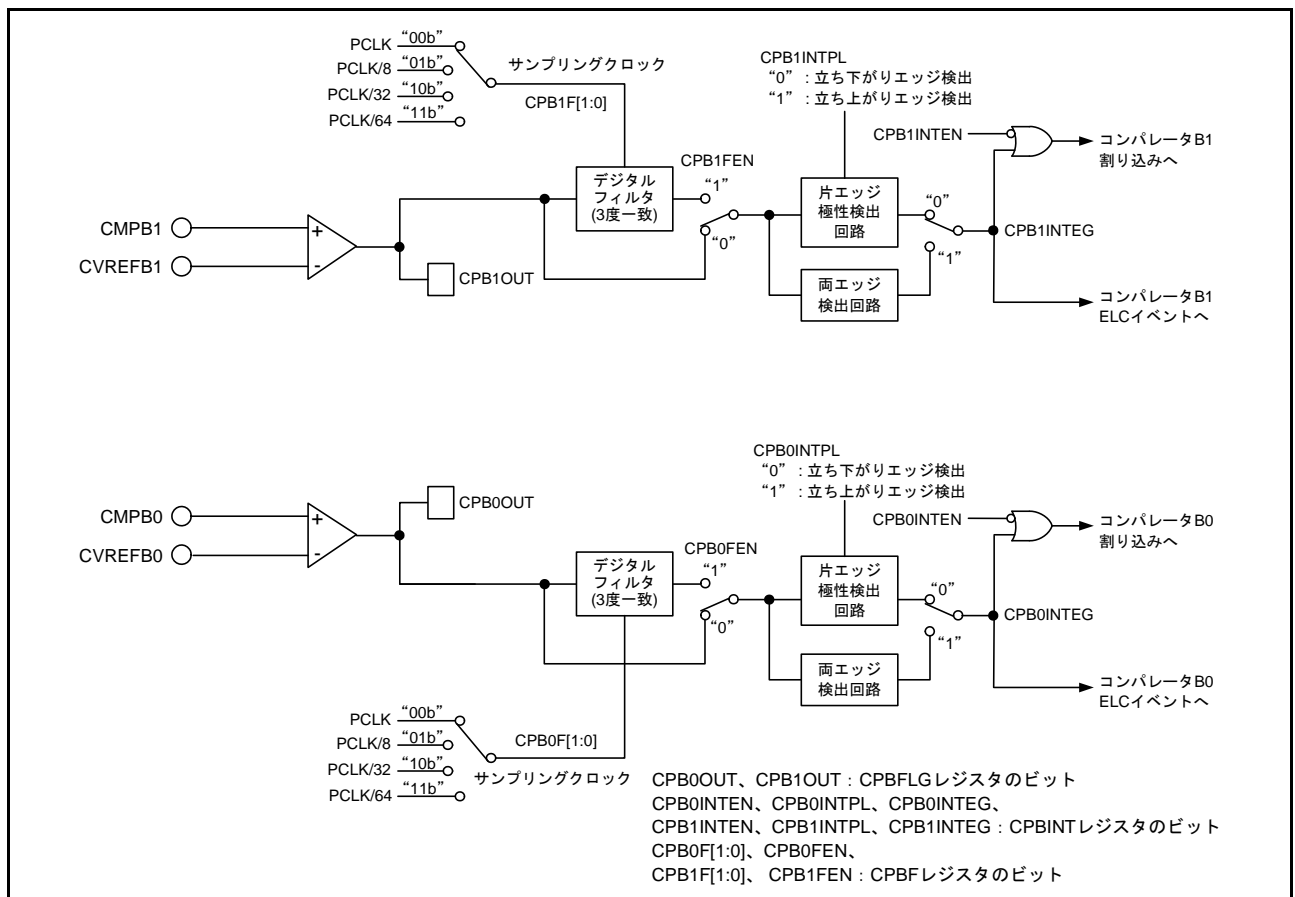 PCLK “00b”
PCLK/8 “01b”
PCLK/32 “10b”
PCLK/64 “11b”
サンプリングクロック
CPB1F[1:0]
CPB1INTPL
“0” : 立ち下がりエッジ検出
“1” : 立ち上がりエッジ検出
CPB1INTEN
コンパレータB1
割り込みへ
CPB1FEN
“1”
“0”
デジタル
フィルタ
(3度一致)
片エッジ
極性検出
回路
“0”
“1”
CPB1INTEG
CMPB1
CVREFB1
+
-
CPB1OUT
両エッジ
検出回路
コンパレータB1
ELCイベントへ
CPB0INTPL
“0” : 立ち下がりエッジ検出
“1” : 立ち上がりエッジ検出
CPB0OUT
CMPB0
CVREFB0
+
-
CPB0INTEN
コンパレータB0
割り込みへ
CPB0FEN
“1”
“0”
デジタル
フィルタ
(3度一致)
片エッジ
極性検出
回路
“0”
“1”
CPB0INTEG
両エッジ
検出回路
コンパレータB0
ELCイベントへ
PCLK “00b”
PCLK/8 “01b”
PCLK/32 “10b”
PCLK/64 “11b”
CPB0F[1:0]
サンプリングクロック
CPB0OUT、CPB1OUT : CPBFLGレジスタのビット
CPB0INTEN、CPB0INTPL、CPB0INTEG、
CPB1INTEN、CPB1INTPL、CPB1INTEG : CPBINTレジスタのビット
CPB0F[1:0]、CPB0FEN、
CPB1F[1:0]、 CPB1FEN : CPBFレジスタのビット